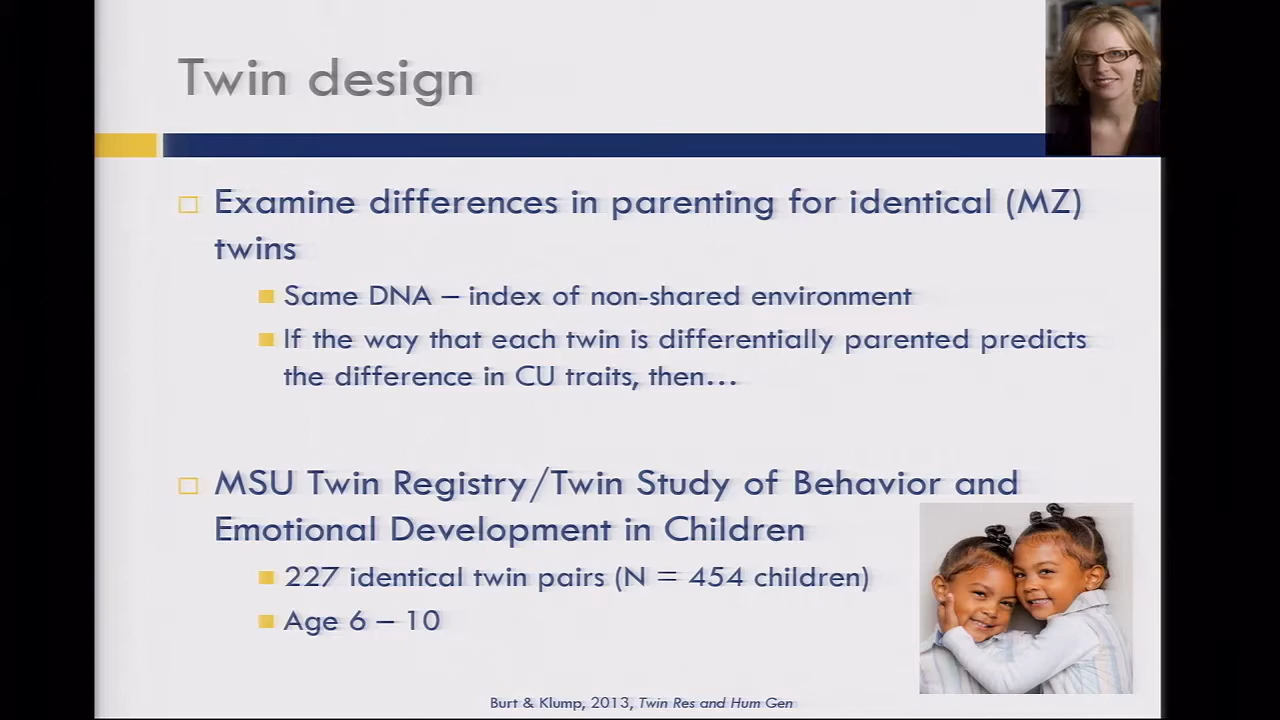 Twin design
Examine differences in parenting for identical (MZ)
twins
Same DNA – index of non-shared environment
If the way that each twin is differentially parented predicts
the difference in CU traits, then…
MSU Twin Registry/Twin Study of Behavior and
Emotional Development in Children
227 identical twin pairs (N = 454 children)
Age 6 – 10
Burt & Klump, 2013, Twin Res and Hum Gen